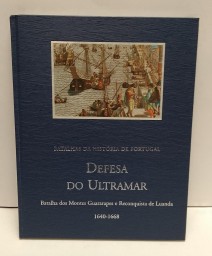 BATALHAS DA HISTÓRIA DE PORTUGAL
DEFESA
DO ULTRAMAR
Batalha dos Montes Guararapes e Reconquista de Luanda
1640-1668